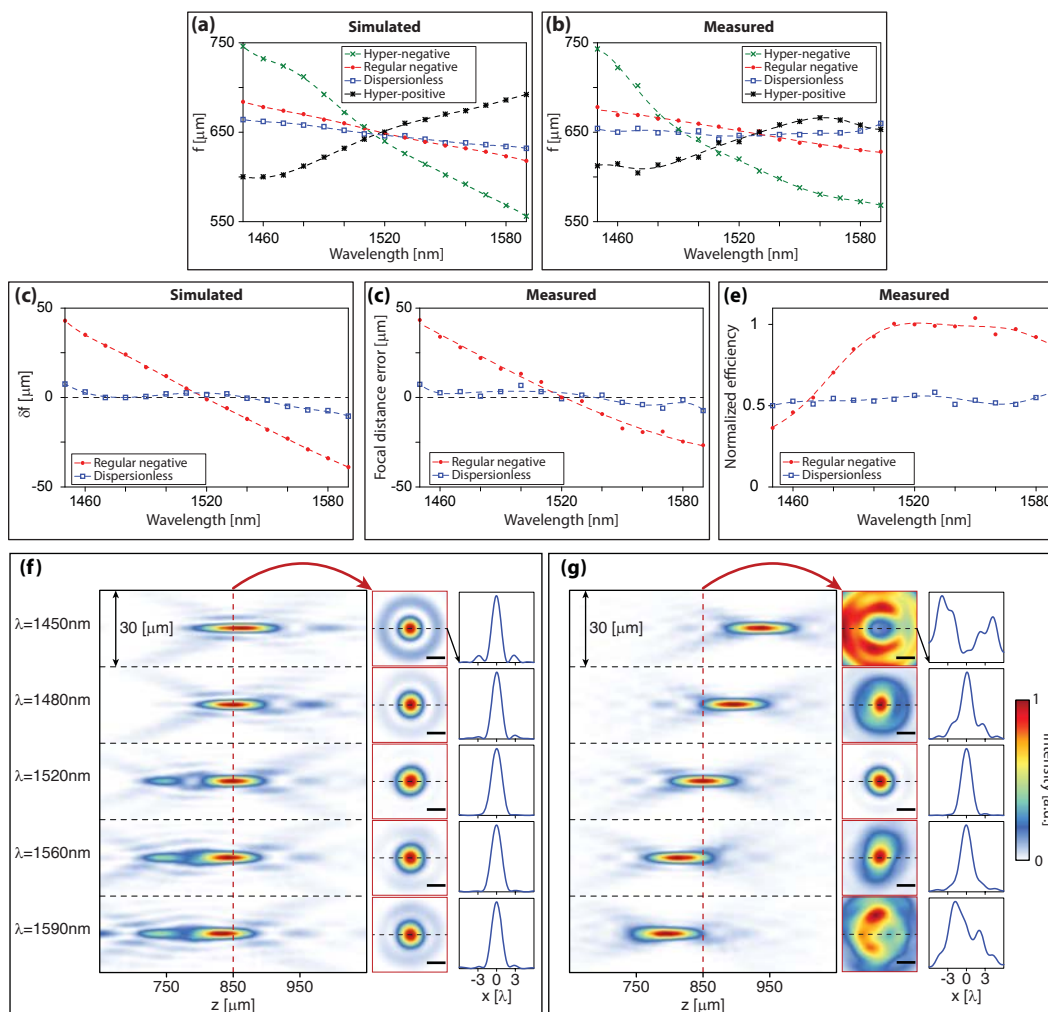 (a) Simulated
750
650
550
f [μm]
Hyper-negative
Regular negative
Dispersionless
Hyper-positive
1460 1520 1580
Wavelength [nm]
(b) Measured
750
650
550
f [μm]
Hyper-negative
Regular negative
Dispersionless
Hyper-positive
1460 1520 1580
Wavelength [nm]
(c) Simulated
50
0
-50
δf [μm]
Regular negative
Dispersionless
1460 1520 1580
Wavelength [nm]
(c) Measured
50
0
-50
Focal distance error [μm]
Regular negative
Dispersionless
1460 1520 1580
Wavelength [nm]
(e) Measured
1
0.5
0
Normalized efficiency
Regular negative
Dispersionless
1460 1520 1580
Wavelength [nm]
(f)
λ=1450nm
30 [μm]
λ=1480nm
λ=1520nm
λ=1560nm
λ=1590nm
750 850 950
z [μm]
-3 0 3
x [λ]
(g)
30 [μm]
750 850 950
z [μm]
-3 0 3
x [λ]
1
Intensity [a.u.]
0